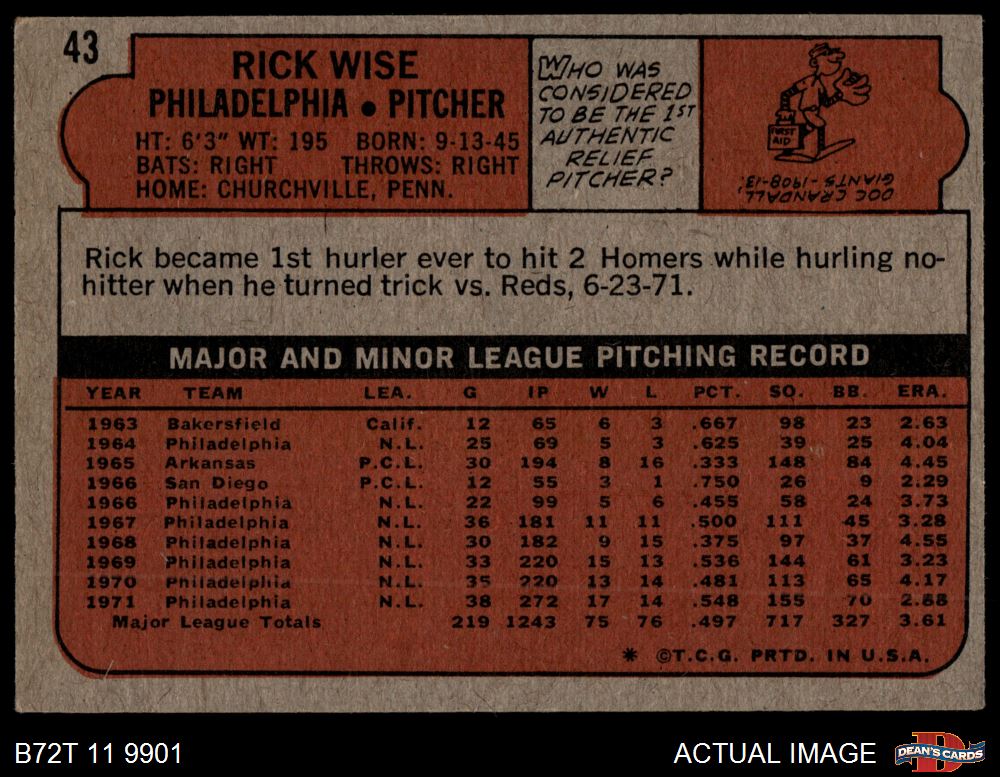 43
RICK WISE
PHILADELPHIA • PITCHER
HT: 6'3" WT: 195 BORN: 9-13-45
BATS: RIGHT THROWS: RIGHT
HOME: CHURCHVILLE, PENN.
WHO WAS
CONSIDERED
TO BE THE 1ST
AUTHENTIC
RELIEF
PITCHER?
FIRST
AID
DOC CRANDALL
GIANTS - 1908-13.
Rick became 1st hurler ever to hit 2 Homers while hurling no-
hitter when he turned trick vs. Reds, 6-23-71.
MAJOR AND MINOR LEAGUE PITCHING RECORD
YEAR TEAM LEA. G IP W L PCT. SO. BB. ERA.
1963 Bakersfield Calif. 12 65 6 3 .667 98 23 2.63
1964 Philadelphia N.L. 25 69 5 3 .625 39 25 4.04
1965 Arkansas P.C.L. 30 194 8 16 .333 148 84 4.45
1966 San Diego P.C.L. 12 55 3 1 .750 26 9 2.29
1966 Philadelphia N.L. 22 99 5 6 .455 58 24 3.73
1967 Philadelphia N.L. 36 181 11 11 .500 111 45 3.28
1968 Philadelphia N.L. 30 182 9 15 .375 97 37 4.55
1969 Philadelphia N.L. 33 220 15 13 .536 144 61 3.23
1970 Philadelphia N.L. 35 220 13 14 .481 113 65 4.17
1971 Philadelphia N.L. 38 272 17 14 .548 155 70 2.88
Major League Totals 219 1243 75 76 .497 717 327 3.61
* ©T.C.G. PRTD. IN U.S.A.
B72T 11 9901
ACTUAL IMAGE
DEAN'S CARDS